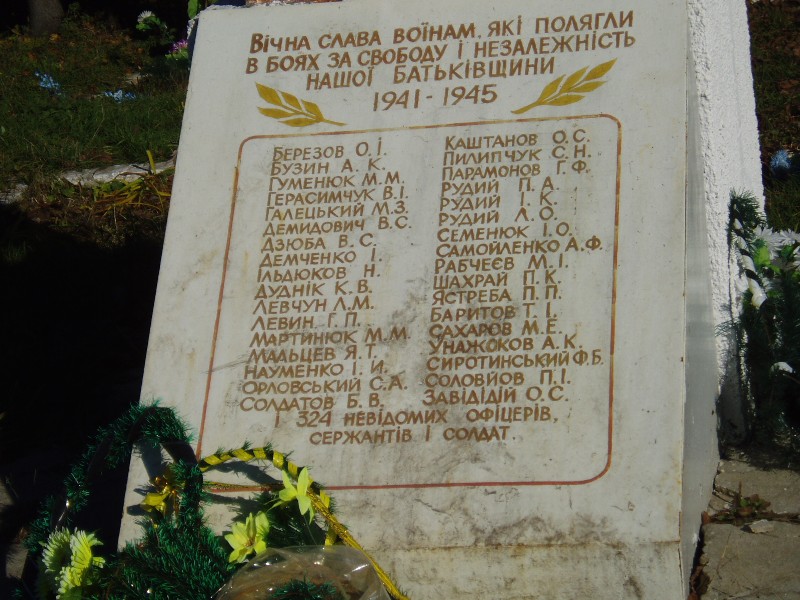 Вічна слава воїнам, які полягли
в боях за свободу і незалежність
нашої Батьківщини
1941 - 1945
Березов О.І.
Бузин А.К.
Гуменюк М.М.
Герасимчук В.І.
Галецький М.З.
Демидович В.С.
Дзюба В.С.
Демченко І.
Ільдюков Н.
Дуднік К.В.
Левчун Л.М.
Левин Г.П.
Мартинюк М.М.
Мальцев Я.Т.
Науменко І.И.
Орловський С.А.
Солдатов Б.В.
Каштанов О.С.
Пилипчук С.Н.
Парамонов Г.Ф.
Рудий П.А.
Рудий І.К.
Рудий Л.О.
Семенюк І.О.
Самойленко А.Ф.
Рабчеєв М.І.
Шахрай П.К.
Ястреба П.П.
Баритов Т.І.
Сахаров М.Е.
Унажоков А.К.
Сиротинський Ф.Б.
Соловйов П.І.
Завідідій О.С.
і 324 невідомих офіцерів,
сержантів і солдат.